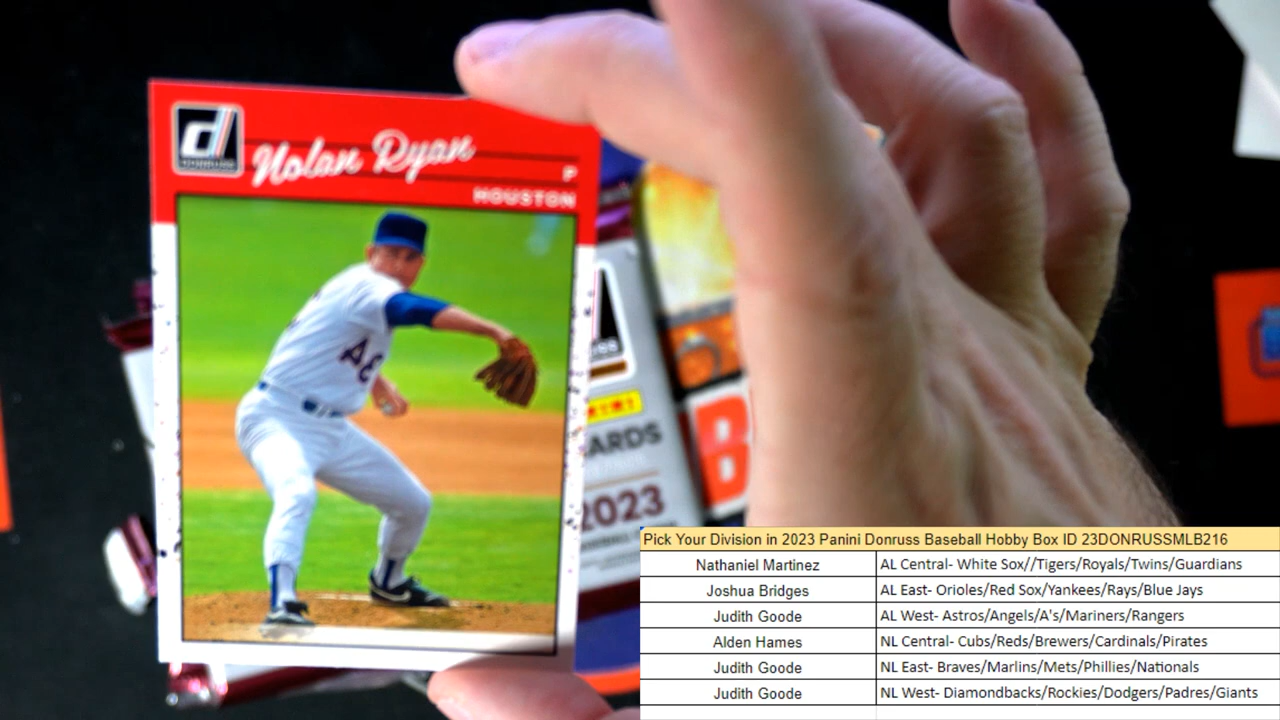 DONRUSS
Nolan Ryan
P
HOUSTON
ARDS
2023
Pick Your Division in 2023 Panini Donruss Baseball Hobby Box ID 23DONRUSSMLB216
Nathaniel Martinez AL Central- White Sox//Tigers/Royals/Twins/Guardians
Joshua Bridges AL East- Orioles/Red Sox/Yankees/Rays/Blue Jays
Judith Goode AL West- Astros/Angels/A's/Mariners/Rangers
Alden Hames NL Central- Cubs/Reds/Brewers/Cardinals/Pirates
Judith Goode NL East- Braves/Marlins/Mets/Phillies/Nationals
Judith Goode NL West- Diamondbacks/Rockies/Dodgers/Padres/Giants